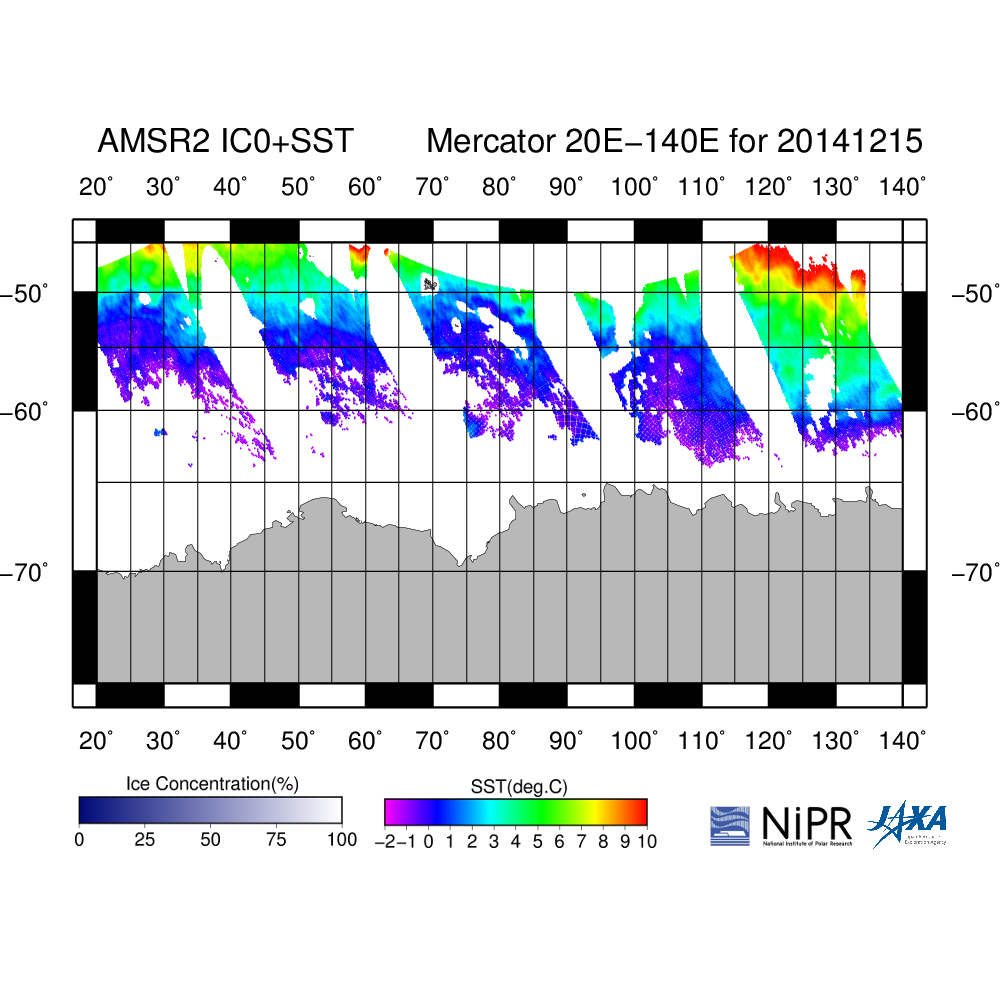 AMSR2 IC0+SST Mercator 20E−140E for 20141215
20° 30° 40° 50° 60° 70° 80° 90° 100° 110° 120° 130° 140°
−50° −50°
−60° −60°
−70° −70°
20° 30° 40° 50° 60° 70° 80° 90° 100° 110° 120° 130° 140°
Ice Concentration(%) SST(deg.C)
0 25 50 75 100 −2 −1 0 1 2 3 4 5 6 7 8 9 10
NiPR JAXA
National Institute of Polar Research
Exploration Agency